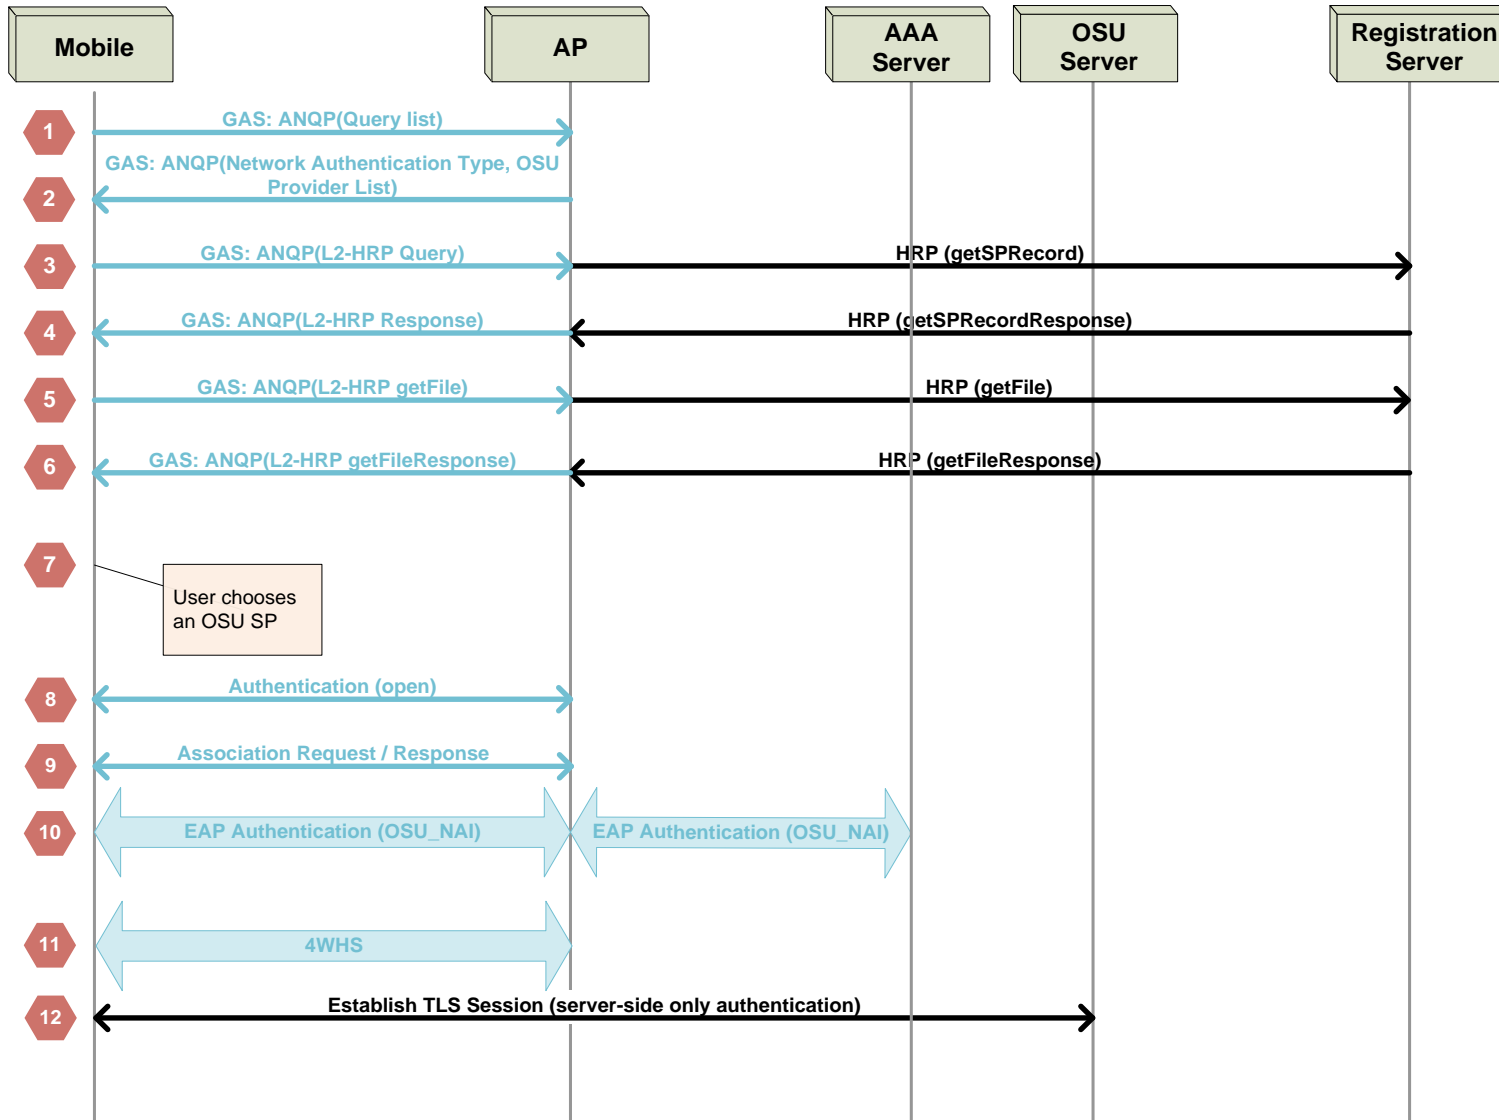 Mobile
AP
AAA
Server
OSU
Server
Registration
Server
1
GAS: ANQP(Query list)
GAS: ANQP(Network Authentication Type, OSU
Provider List)
2
3
GAS: ANQP(L2-HRP Query)
HRP (getSPRecord)
4
GAS: ANQP(L2-HRP Response)
HRP (getSPRecordResponse)
5
GAS: ANQP(L2-HRP getFile)
HRP (getFile)
6
GAS: ANQP(L2-HRP getFileResponse)
HRP (getFileResponse)
7
User chooses
an OSU SP
8
Authentication (open)
9
Association Request / Response
10
EAP Authentication (OSU_NAI)
EAP Authentication (OSU_NAI)
11
4WHS
12
Establish TLS Session (server-side only authentication)